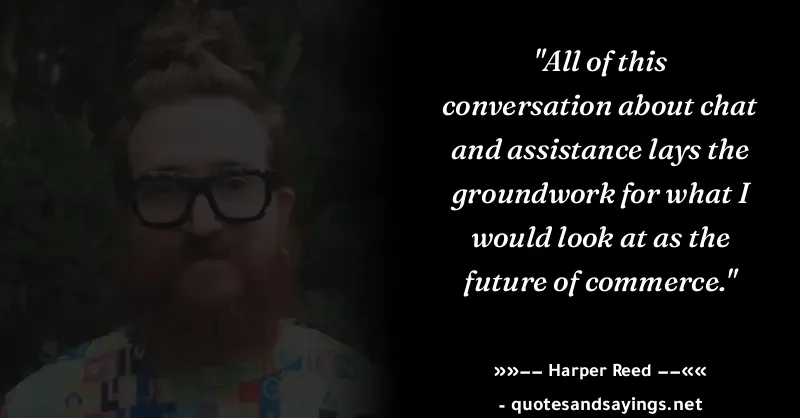 "All of this
conversation about chat
and assistance lays the
groundwork for what I
would look at as the
future of commerce."
»»−− Harper Reed −−««
- quotesandsayings.net